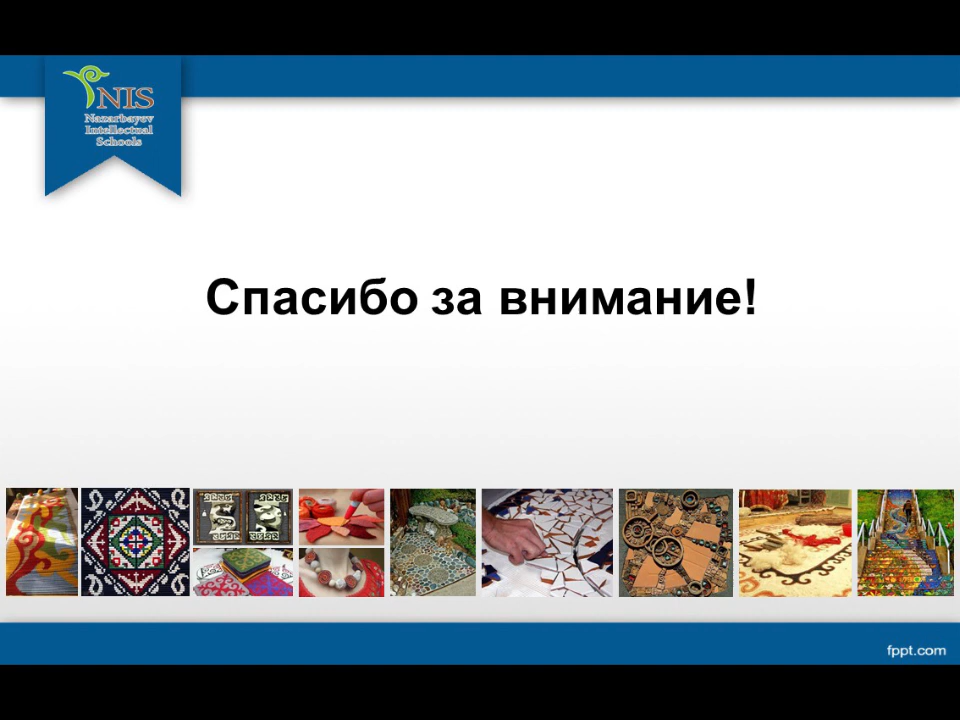 NIS
Nazarbayev
Intellectual
Schools
Спасибо за внимание!
fppt.com